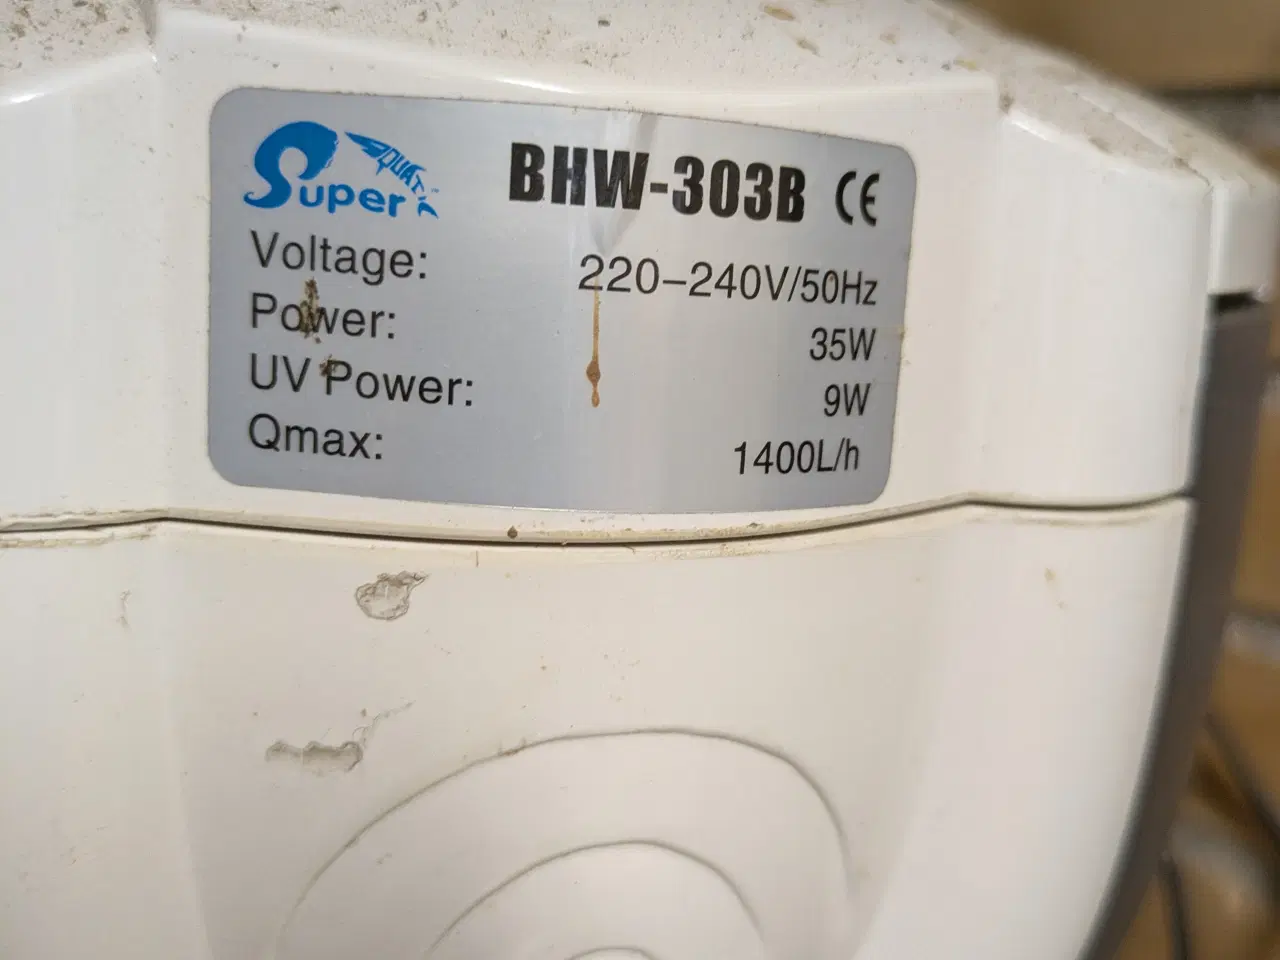 Super AQUATIC
BHW-303B CE
Voltage: 220-240V/50Hz
Power: 35W
UV Power: 9W
Qmax: 1400L/h